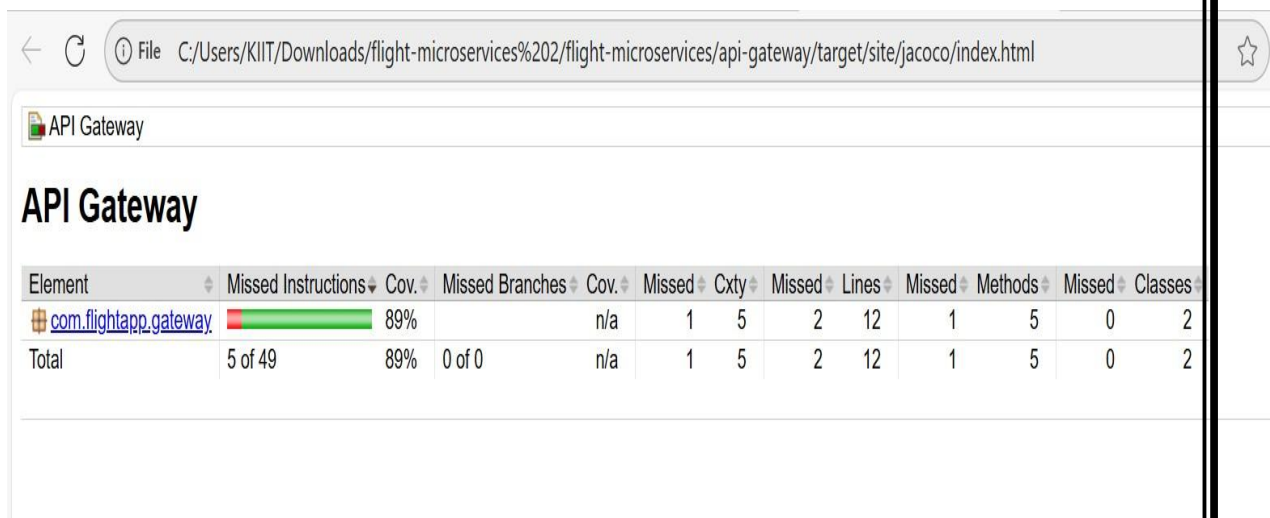 File C:/Users/KIIT/Downloads/flight-microservices%202/flight-microservices/api-gateway/target/site/jacoco/index.html
API Gateway
API Gateway
Element Missed Instructions Cov. Missed Branches Cov. Missed Cxty Missed Lines Missed Methods Missed Classes
com.flightapp.gateway 89% n/a 1 5 2 12 1 5 0 2
Total 5 of 49 89% 0 of 0 n/a 1 5 2 12 1 5 0 2